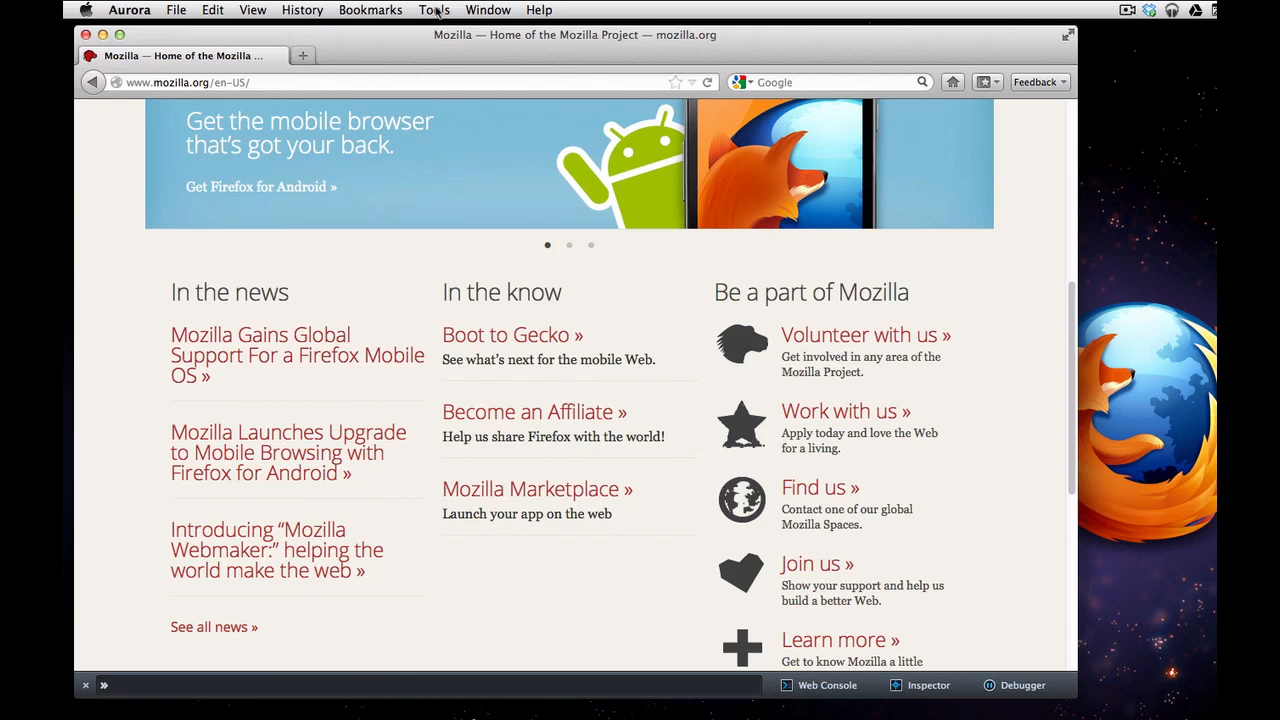 Aurora File Edit View History Bookmarks Tools Window Help
Mozilla — Home of the Mozilla Project — mozilla.org
Mozilla — Home of the Mozilla ...
www.mozilla.org/en-US/
Google
Feedback
Get the mobile browser
that's got your back.
Get Firefox for Android »
In the news
Mozilla Gains Global
Support For a Firefox Mobile
OS »
Mozilla Launches Upgrade
to Mobile Browsing with
Firefox for Android »
Introducing “Mozilla
Webmaker:” helping the
world make the web »
See all news »
In the know
Boot to Gecko »
See what's next for the mobile Web.
Become an Affiliate »
Help us share Firefox with the world!
Mozilla Marketplace »
Launch your app on the web
Be a part of Mozilla
Volunteer with us »
Get involved in any area of the
Mozilla Project.
Work with us »
Apply today and love the Web
for a living.
Find us »
Contact one of our global
Mozilla Spaces.
Join us »
Show your support and help us
build a better Web.
Learn more »
Get to know Mozilla a little
» Web Console Inspector Debugger